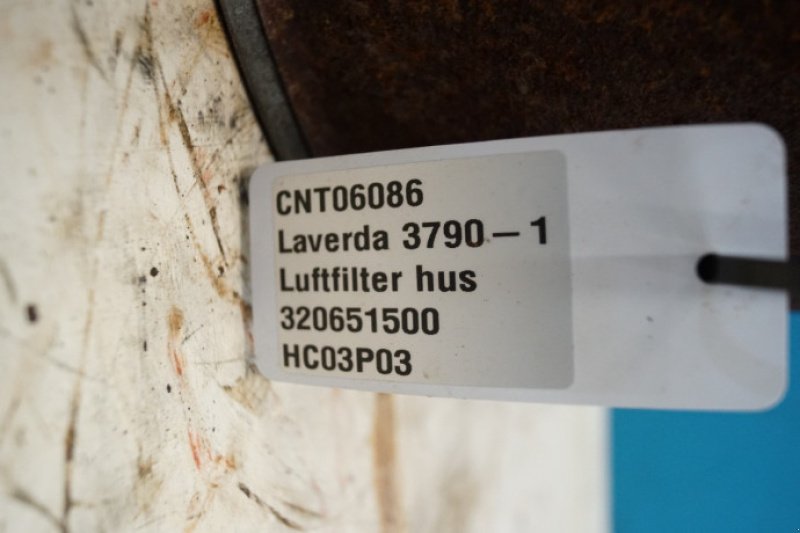 CNT06086
Laverda 3790-1
Luftfilter hus
320651500
HC03P03